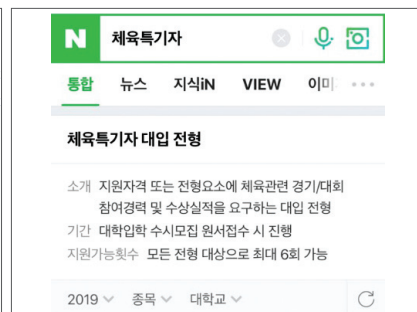 N 체육특기자
통합 뉴스 지식iN VIEW 이미
체육특기자 대입 전형
소개 지원자격 또는 전형요소에 체육관련 경기/대회
참여경력 및 수상실적을 요구하는 대입 전형
기간 대학입학 수시모집 원서접수 시 진행
지원가능횟수 모든 전형 대상으로 최대 6회 가능
2019 종목 대학교